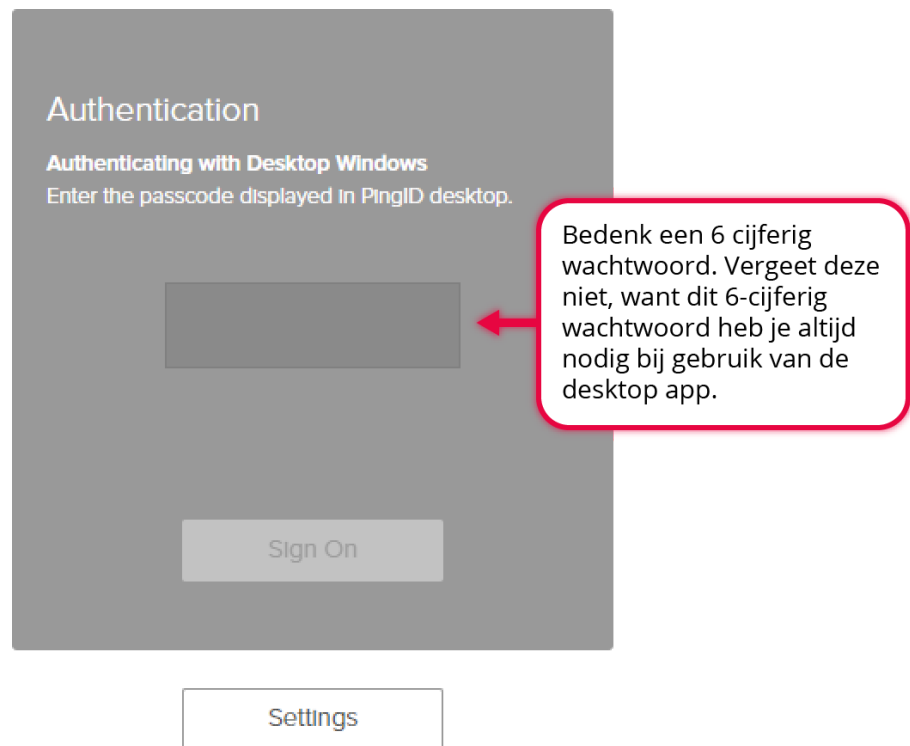 Authentication
Authenticating with Desktop Windows
Enter the passcode displayed in PingID desktop.
Bedenk een 6 cijferig
wachtwoord. Vergeet deze
niet, want dit 6-cijferig
wachtwoord heb je altijd
nodig bij gebruik van de
desktop app.
Sign On
Settings